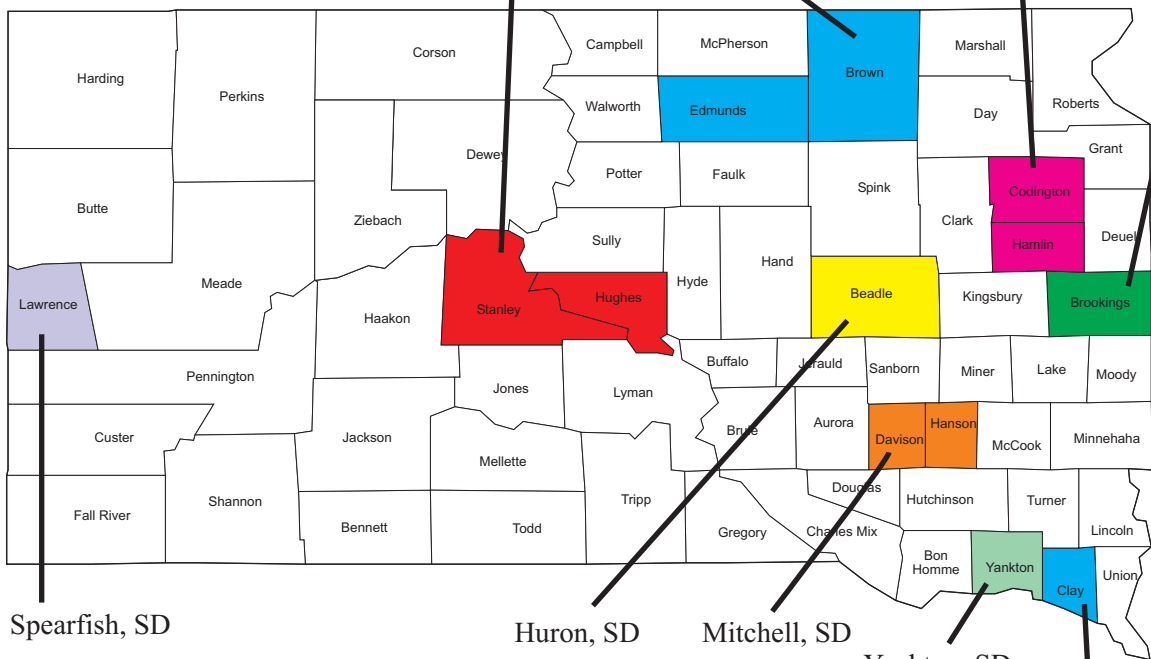 Campbell
McPherson
Marshall
Corson
Harding
Brown
Perkins
Walworth
Edmunds
Roberts
Day
Grant
Dewey
Potter
Faulk
Spink
Codington
Butte
Ziebach
Clark
Sully
Hamlin
Deuel
Hand
Meade
Hyde
Lawrence
Stanley
Hughes
Beadle
Kingsbury
Brookings
Haakon
Buffalo
Jerauld
Sanborn
Miner
Lake
Moody
Pennington
Jones
Lyman
Custer
Jackson
Brule
Aurora
Davison
Hanson
McCook
Minnehaha
Mellette
Shannon
Fall River
Bennett
Todd
Tripp
Gregory
Douglas
Charles Mix
Hutchinson
Turner
Lincoln
Bon
Homme
Yankton
Clay
Union
Spearfish, SD
Huron, SD
Mitchell, SD